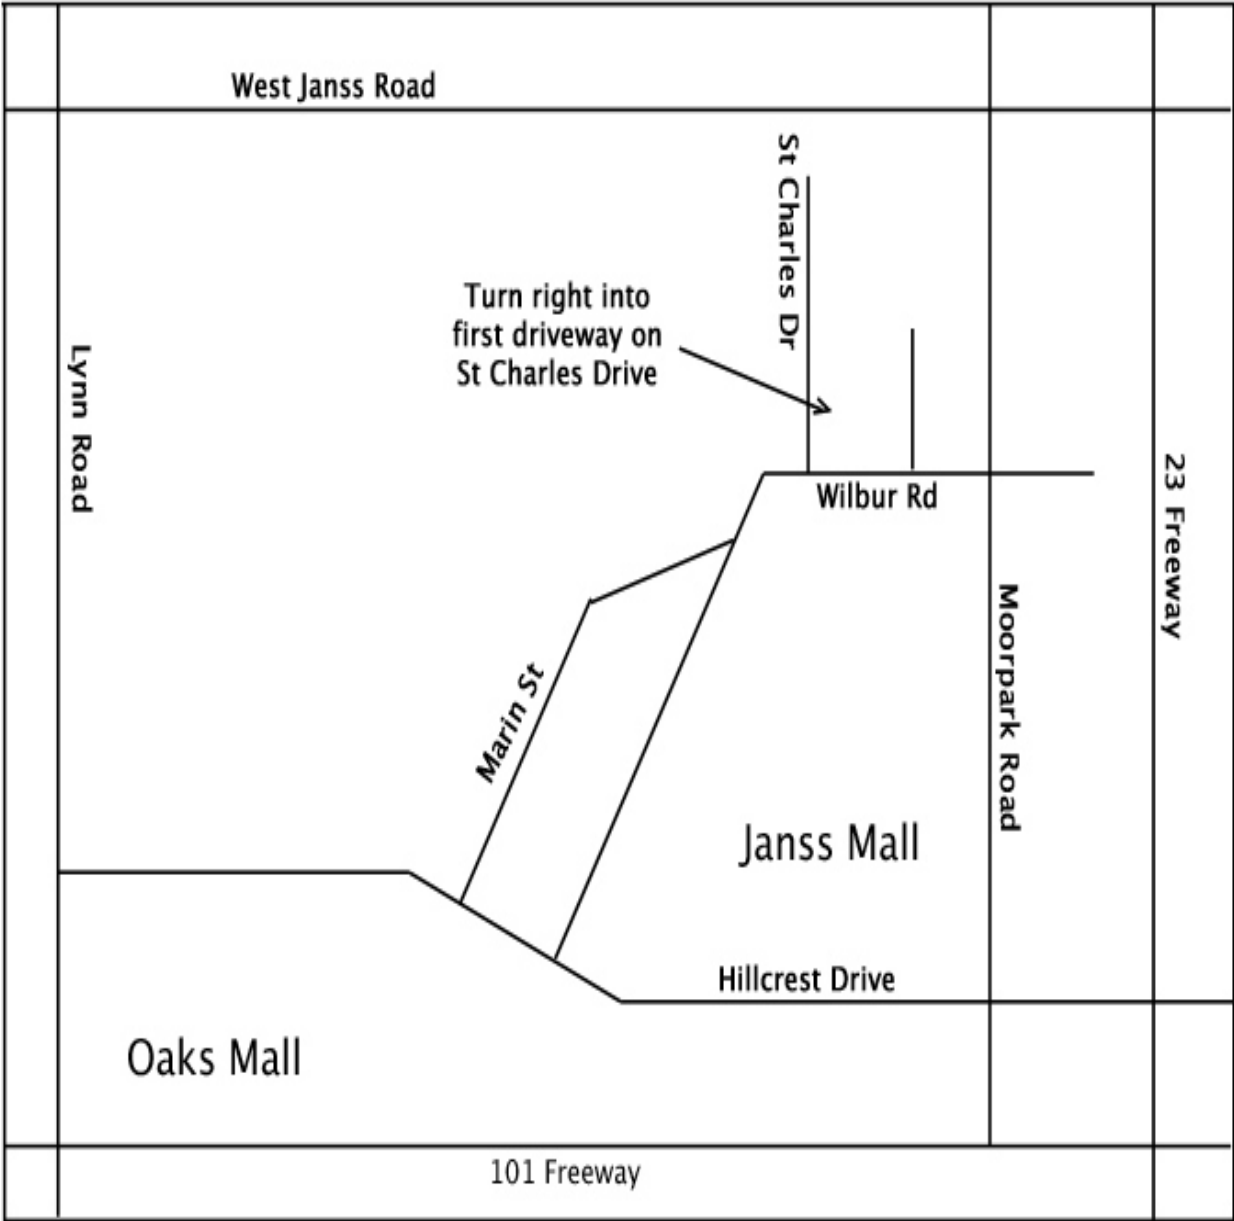 West Janss Road
St Charles Dr
Turn right into
first driveway on
St Charles Drive
Lynn Road
Wilbur Rd
23 Freeway
Moorpark Road
Marin St
Janss Mall
Hillcrest Drive
Oaks Mall
101 Freeway